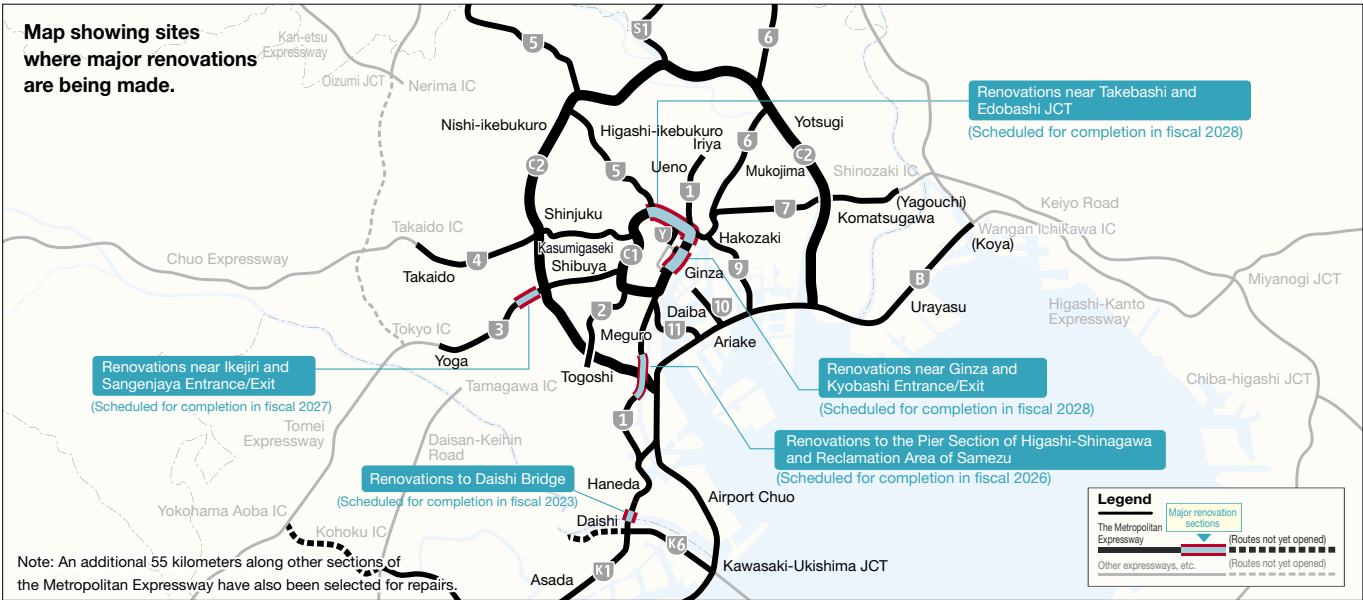 Map showing sites
where major renovations
are being made.
Kan-etsu
Expressway
Oizumi JCT
Nerima IC
5
S1
6
Renovations near Takebashi and
Edobashi JCT
(Scheduled for completion in fiscal 2028)
Nishi-ikebukuro
Higashi-ikebukuro
Iriya
Yotsugi
6
C2
C2
5
Ueno
Mukojima
Shinozaki IC
1
7
(Yagouchi)
Komatsugawa
Keiyo Road
Wangan Ichikawa IC
(Koya)
Takaido IC
Shinjuku
Y
Hakozaki
Kasumigaseki
C1
Shibuya
Chuo Expressway
4
Takaido
Ginza
9
B
Miyanogi JCT
Urayasu
Higashi-Kanto
Expressway
2
Daiba
10
11
Ariake
Tokyo IC
3
Yoga
Meguro
Togoshi
Renovations near Ikejiri and
Sangenjaya Entrance/Exit
(Scheduled for completion in fiscal 2027)
Tamagawa IC
Renovations near Ginza and
Kyobashi Entrance/Exit
(Scheduled for completion in fiscal 2028)
Chiba-higashi JCT
Tomei
Expressway
Daisan-Keihin
Road
1
Renovations to the Pier Section of Higashi-Shinagawa
and Reclamation Area of Samezu
(Scheduled for completion in fiscal 2026)
Renovations to Daishi Bridge
(Scheduled for completion in fiscal 2023)
Haneda
Airport Chuo
Yokohama Aoba IC
Kohoku IC
Daishi
K6
Kawasaki-Ukishima JCT
Asada
K1
Note: An additional 55 kilometers along other sections of
the Metropolitan Expressway have also been selected for repairs.
Legend
Major renovation
sections
The Metropolitan
Expressway
(Routes not yet opened)
Other expressways, etc.
(Routes not yet opened)